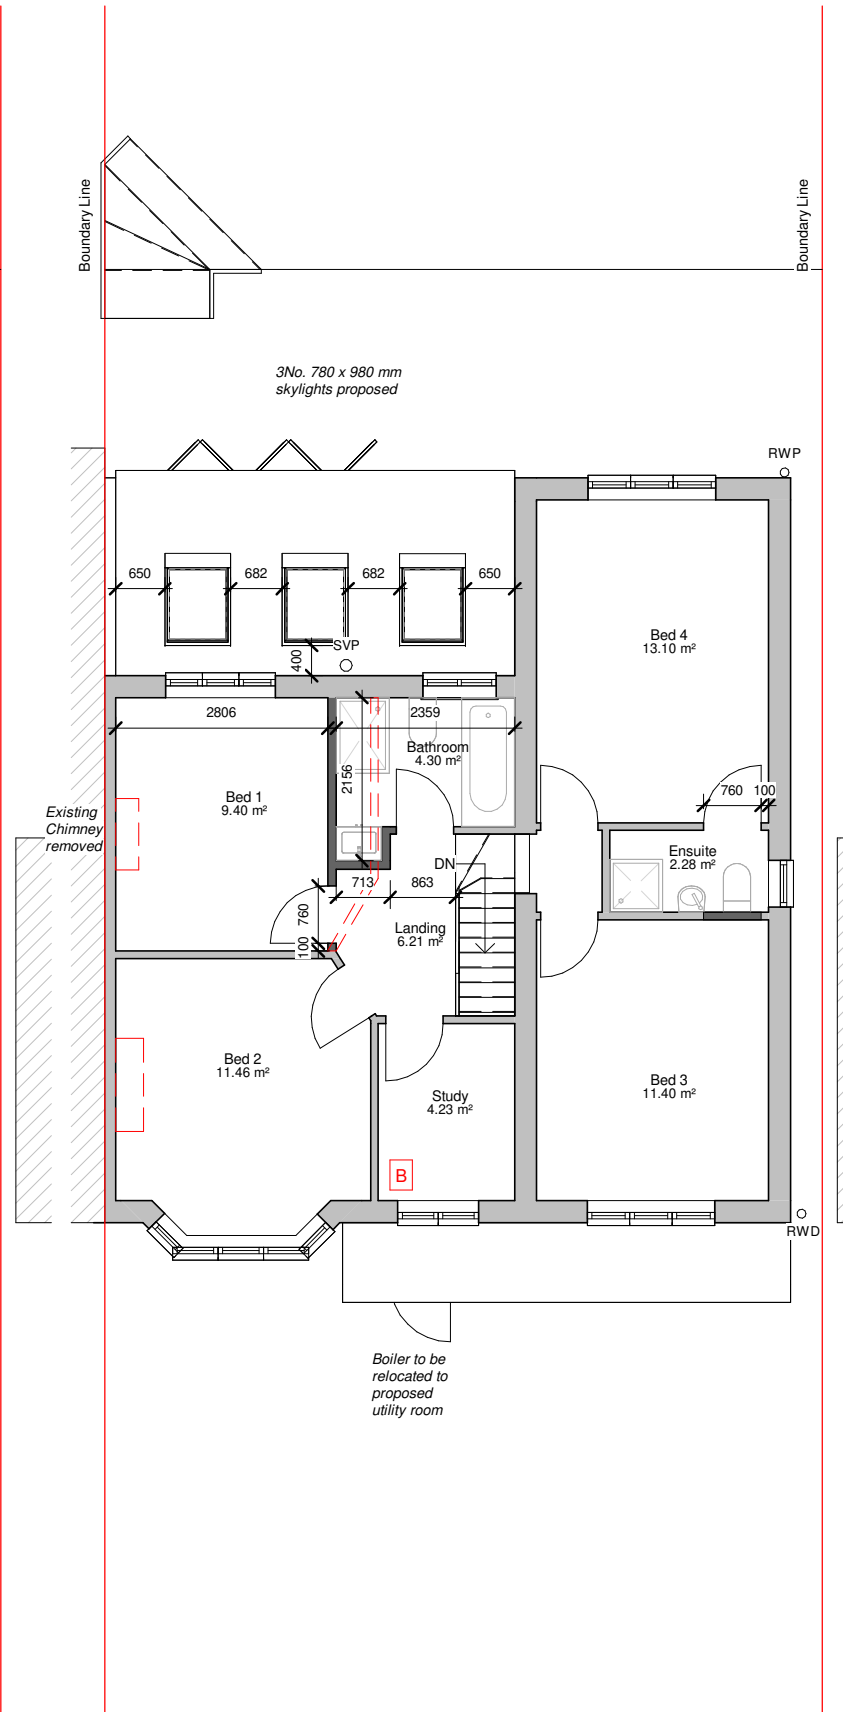 Boundary Line
Boundary Line
3No. 780 x 980 mm
skylights proposed
RWP
650
682
682
650
SVP
400
Bed 4
13.10 m²
2806
2359
Bathroom
4.30 m²
2156
Bed 1
9.40 m²
760
100
Existing
Chimney
removed
Ensuite
2.28 m²
DN
713
863
760
100
Landing
6.21 m²
Bed 2
11.46 m²
Study
4.23 m²
Bed 3
11.40 m²
B
RWD
Boiler to be
relocated to
proposed
utility room